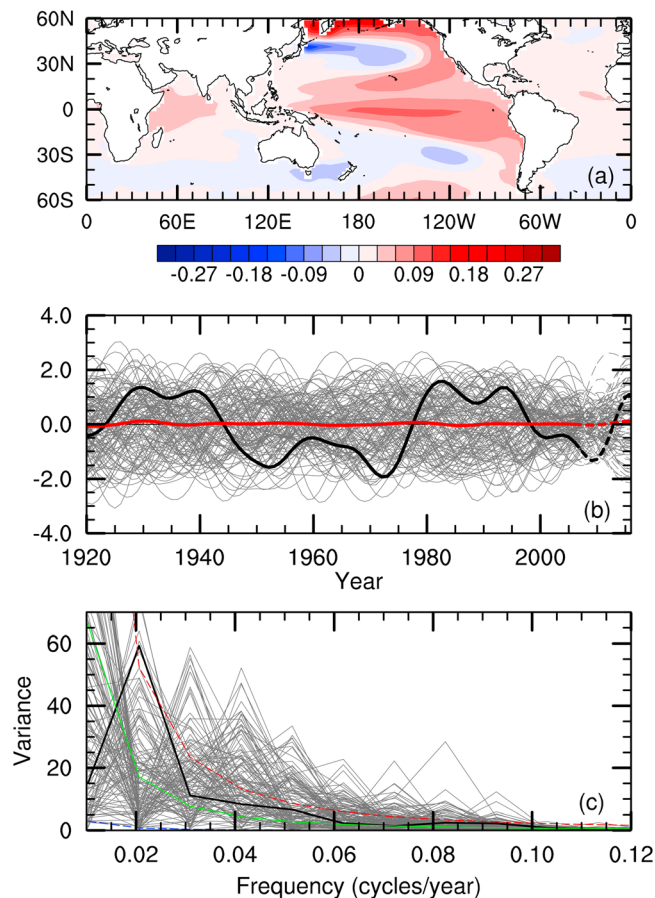 60N
30N
0
30S
60S
(a)
0 60E 120E 180 120W 60W 0
-0.27 -0.18 -0.09 0 0.09 0.18 0.27
4.0
2.0
0.0
-2.0
-4.0
(b)
1920 1940 1960 1980 2000
Year
60
40
20
0
Variance
(c)
0.02 0.04 0.06 0.08 0.10 0.12
Frequency (cycles/year)